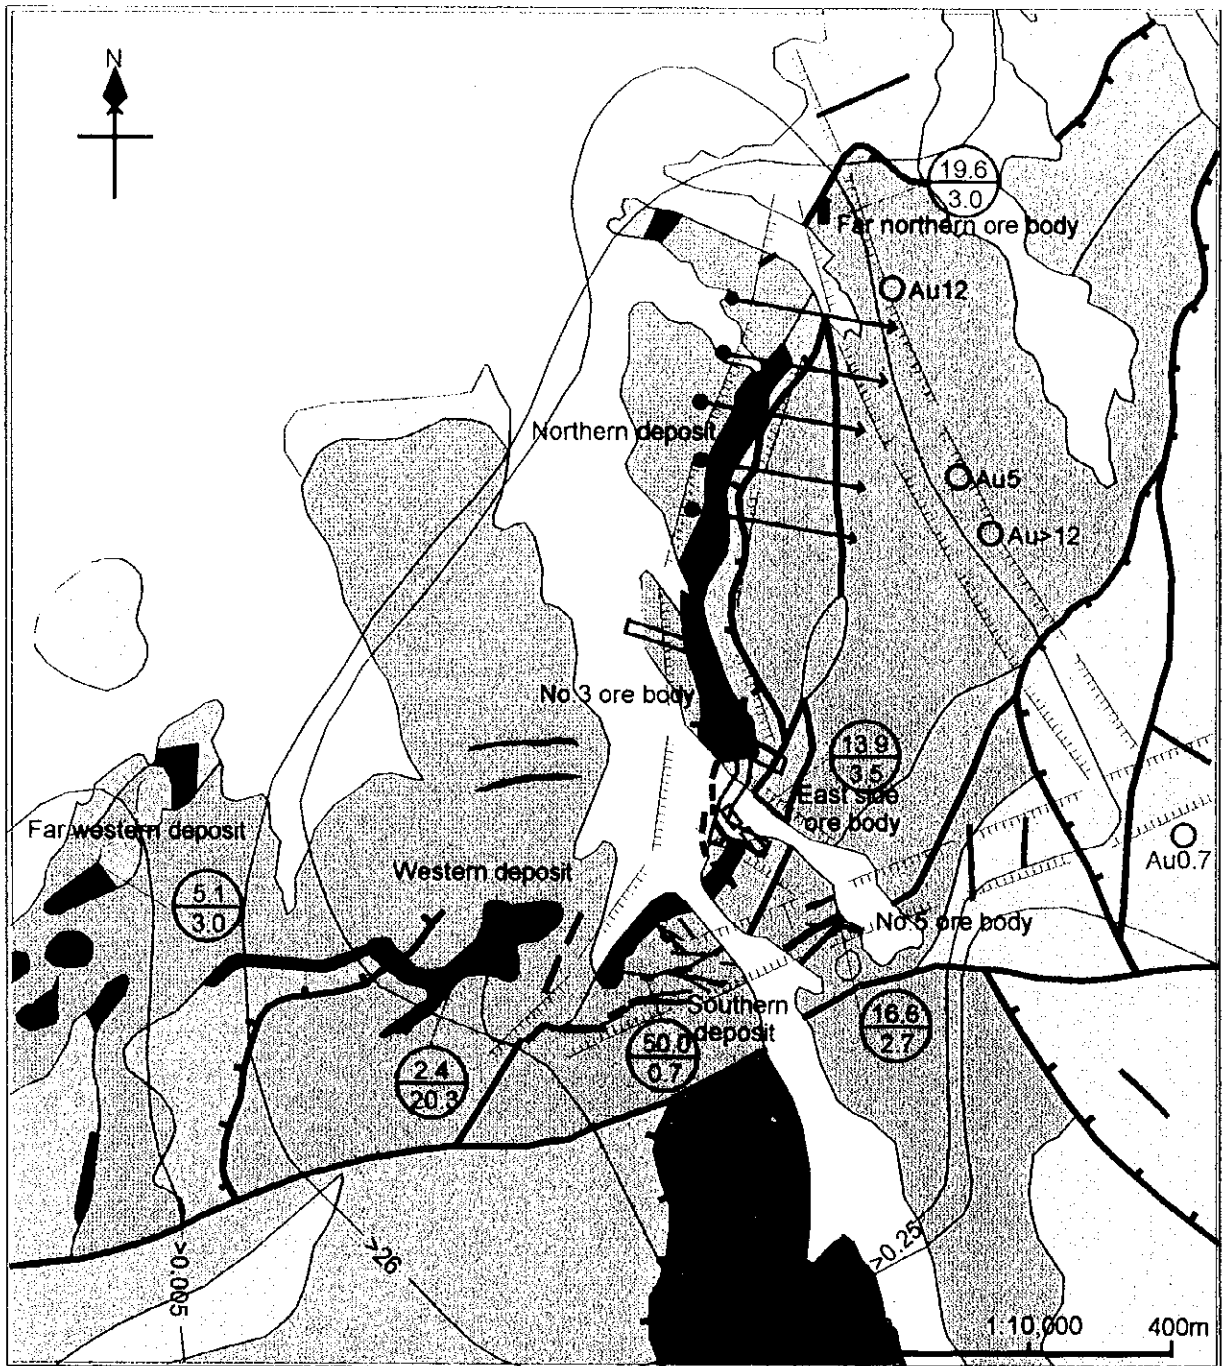 N
19.6
3.0
Far northern ore body
Au12
Northern deposit
Au5
Au>12
No.3 ore body
13.9
3.5
East side
ore body
Far western deposit
Au0.7
Western deposit
5.1
3.0
No.5 ore body
Southern
deposit
16.6
2.7
50.0
0.7
2.4
20.3
>0.25
>26
>0.005
1:10,000
400m